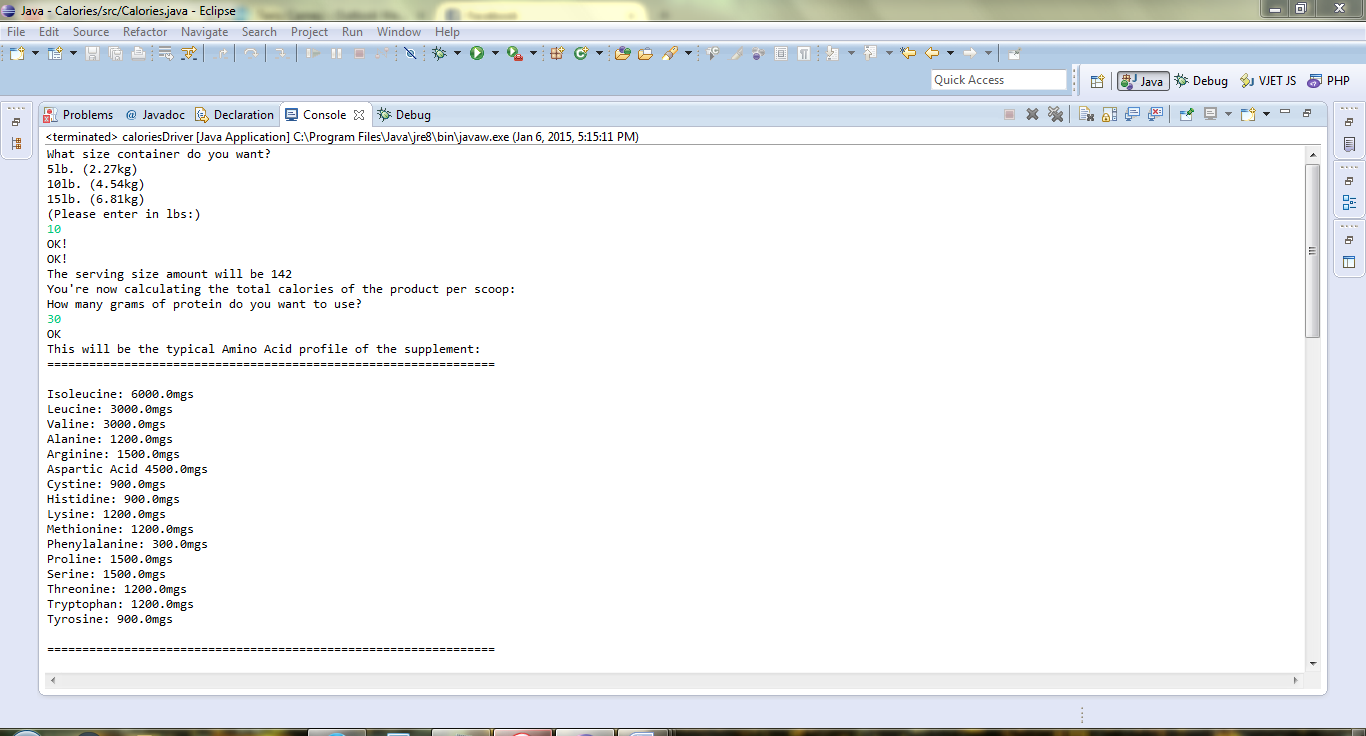 Java - Calories/src/Calories.java - Eclipse
File Edit Source Refactor Navigate Search Project Run Window Help
Quick Access
Java Debug VJET JS PHP
Problems @ Javadoc Declaration Console Debug
<terminated> caloriesDriver [Java Application] C:\Program Files\Java\jre8\bin\javaw.exe (Jan 6, 2015, 5:15:11 PM)
What size container do you want?
5lb. (2.27kg)
10lb. (4.54kg)
15lb. (6.81kg)
(Please enter in lbs:)
10
OK!
OK!
The serving size amount will be 142
You're now calculating the total calories of the product per scoop:
How many grams of protein do you want to use?
30
OK
This will be the typical Amino Acid profile of the supplement:
================================================================
Isoleucine: 6000.0mgs
Leucine: 3000.0mgs
Valine: 3000.0mgs
Alanine: 1200.0mgs
Arginine: 1500.0mgs
Aspartic Acid 4500.0mgs
Cystine: 900.0mgs
Histidine: 900.0mgs
Lysine: 1200.0mgs
Methionine: 1200.0mgs
Phenylalanine: 300.0mgs
Proline: 1500.0mgs
Serine: 1500.0mgs
Threonine: 1200.0mgs
Tryptophan: 1200.0mgs
Tyrosine: 900.0mgs
================================================================